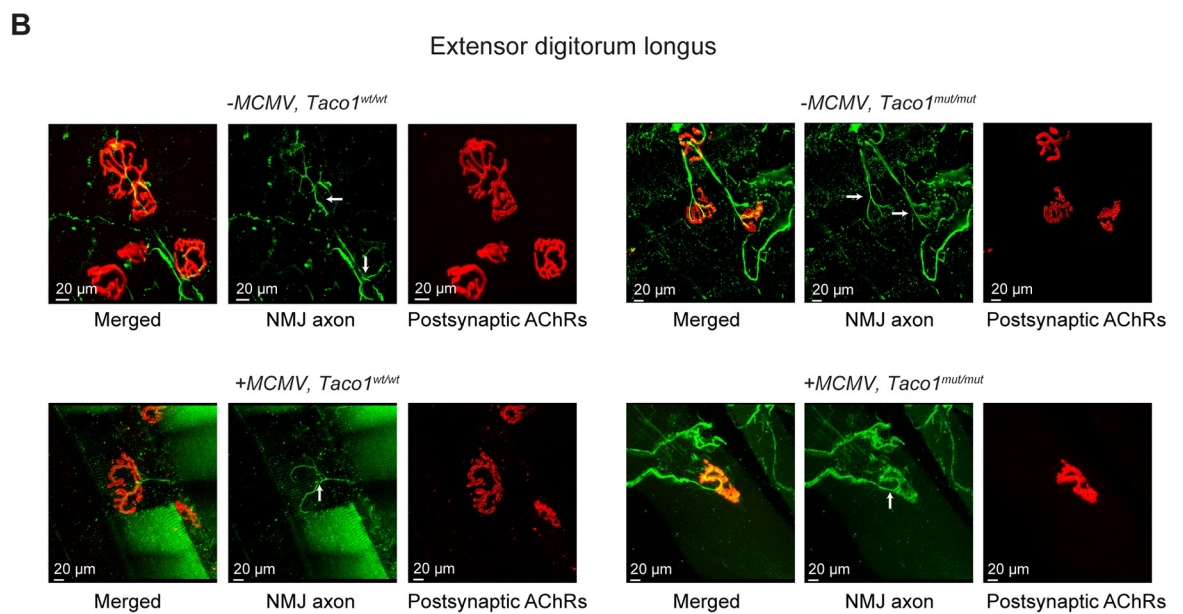 B
Extensor digitorum longus
-MCMV, Taco1wt/wt
-MCMV, Taco1mut/mut
20 µm 20 µm 20 µm 20 µm 20 µm 20 µm
Merged NMJ axon Postsynaptic AChRs Merged NMJ axon Postsynaptic AChRs
+MCMV, Taco1wt/wt
+MCMV, Taco1mut/mut
20 µm 20 µm 20 µm 20 µm 20 µm 20 µm
Merged NMJ axon Postsynaptic AChRs Merged NMJ axon Postsynaptic AChRs